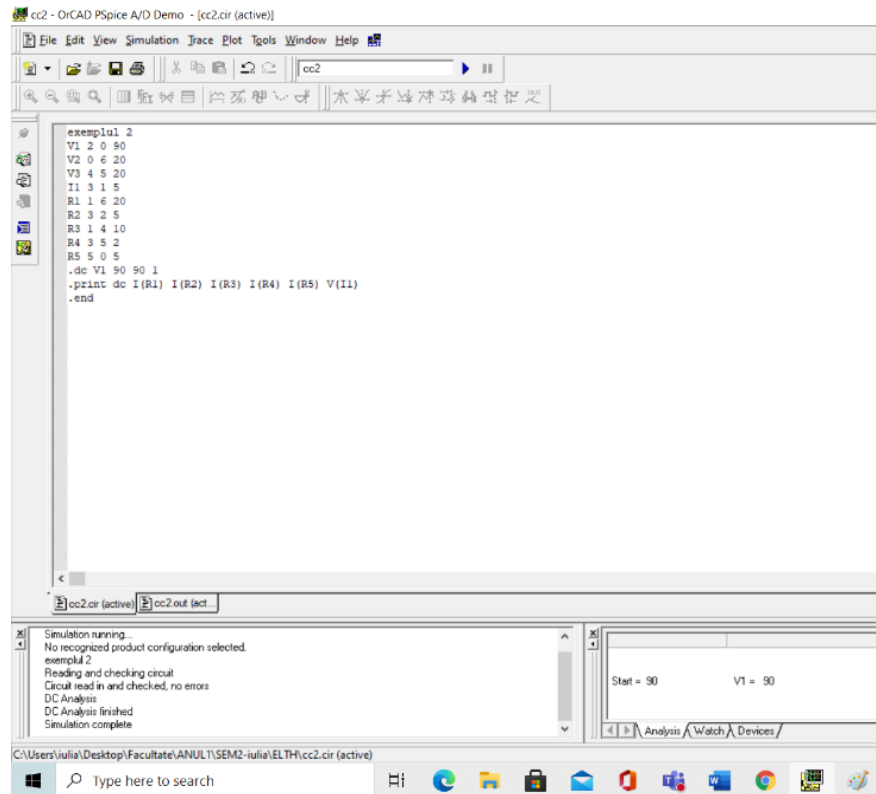 cc2 - OrCAD PSpice A/D Demo - [cc2.cir (active)]
File Edit View Simulation Trace Plot Tools Window Help
cc2
exemplul 2
V1 2 0 90
V2 0 6 20
V3 4 5 20
I1 3 1 5
R1 1 6 20
R2 3 2 5
R3 1 4 10
R4 3 5 2
R5 5 0 5
.dc V1 90 90 1
.print dc I(R1) I(R2) I(R3) I(R4) I(R5) V(I1)
.end
cc2.cir (active) cc2.out (act...
Simulation running...
No recognized product configuration selected.
exemplul 2
Reading and checking circuit
Circuit read in and checked, no errors
DC Analysis
DC Analysis finished
Simulation complete
Start = 90 V1 = 90
Analysis Watch Devices
C:\Users\iulia\Desktop\Facultate\ANUL1\SEM2-iulia\ELTH\cc2.cir (active)
Type here to search